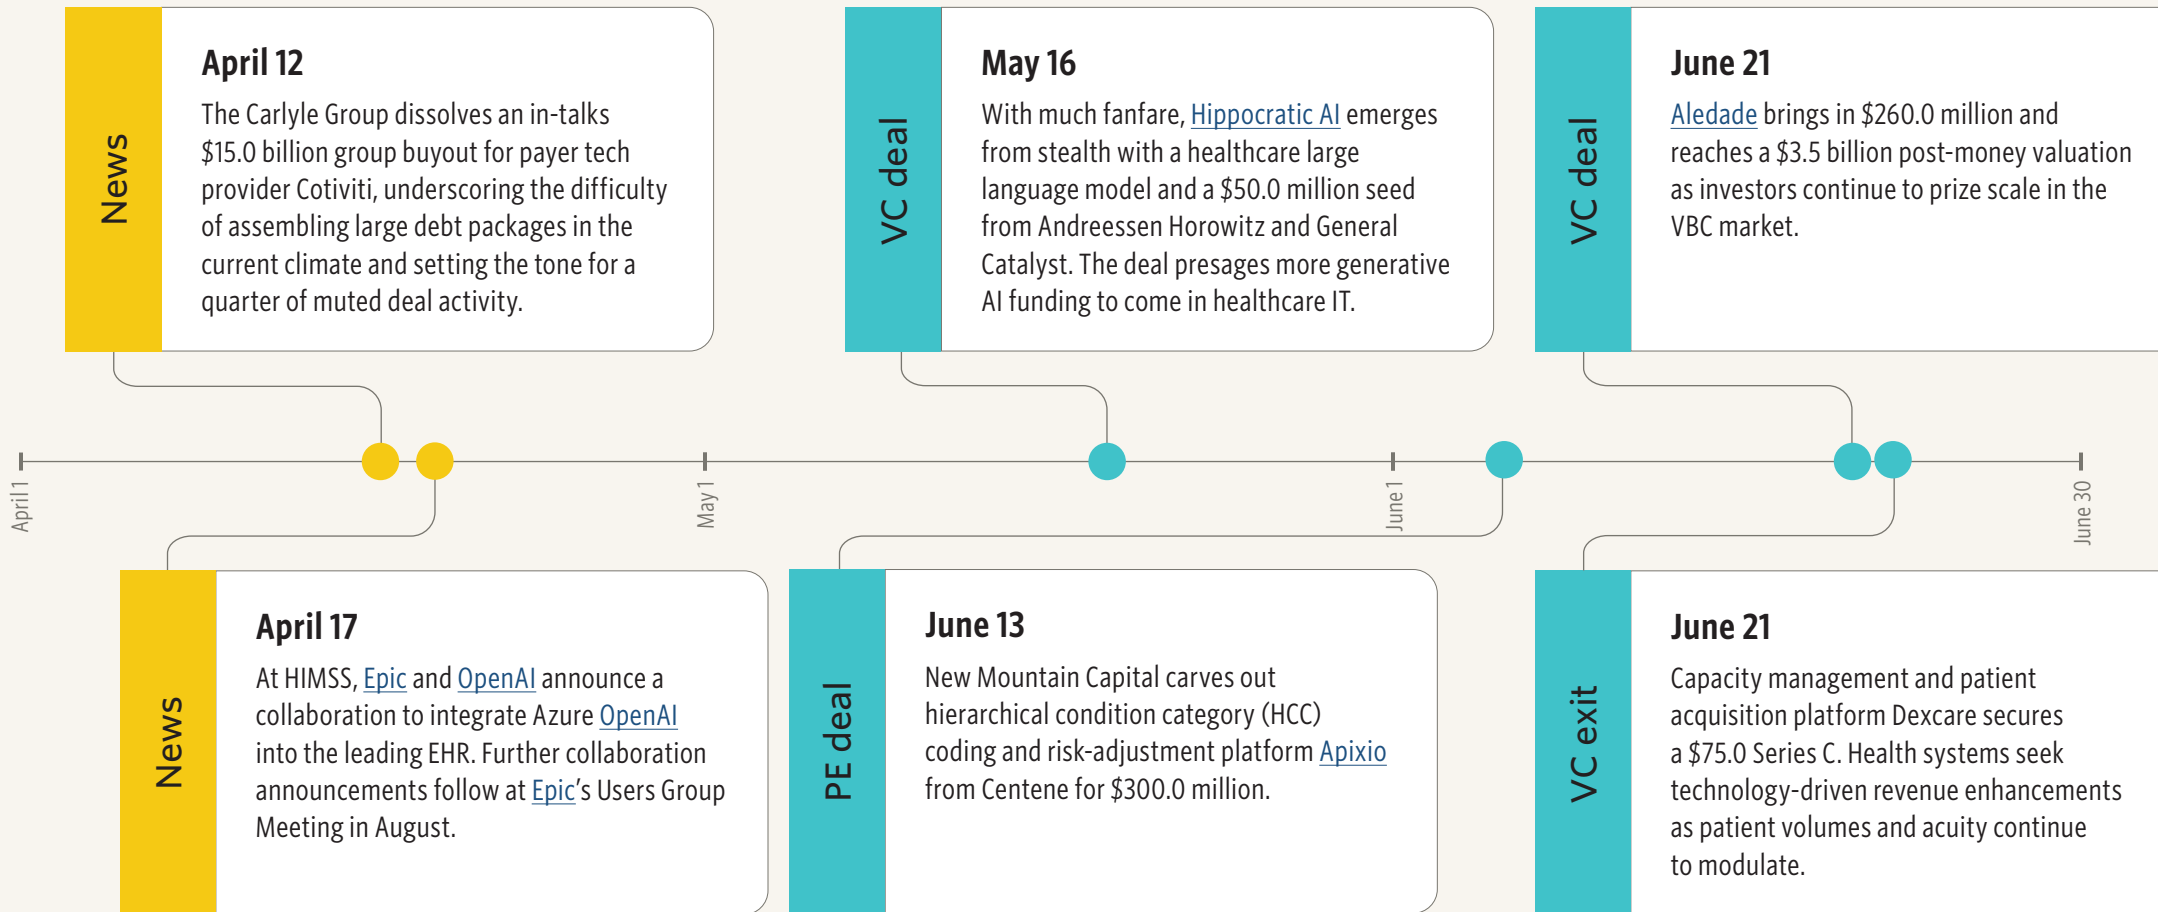 News
April 12
The Carlyle Group dissolves an in-talks
$15.0 billion group buyout for payer tech
provider Cotiviti, underscoring the difficulty
of assembling large debt packages in the
current climate and setting the tone for a
quarter of muted deal activity.
VC deal
May 16
With much fanfare, Hippocratic AI emerges
from stealth with a healthcare large
language model and a $50.0 million seed
from Andreessen Horowitz and General
Catalyst. The deal presages more generative
AI funding to come in healthcare IT.
VC deal
June 21
Aledade brings in $260.0 million and
reaches a $3.5 billion post-money valuation
as investors continue to prize scale in the
VBC market.
April 1
May 1
June 1
June 30
News
April 17
At HIMSS, Epic and OpenAI announce a
collaboration to integrate Azure OpenAI
into the leading EHR. Further collaboration
announcements follow at Epic's Users Group
Meeting in August.
PE deal
June 13
New Mountain Capital carves out
hierarchical condition category (HCC)
coding and risk-adjustment platform Apixio
from Centene for $300.0 million.
VC exit
June 21
Capacity management and patient
acquisition platform Dexcare secures
a $75.0 Series C. Health systems seek
technology-driven revenue enhancements
as patient volumes and acuity continue
to modulate.